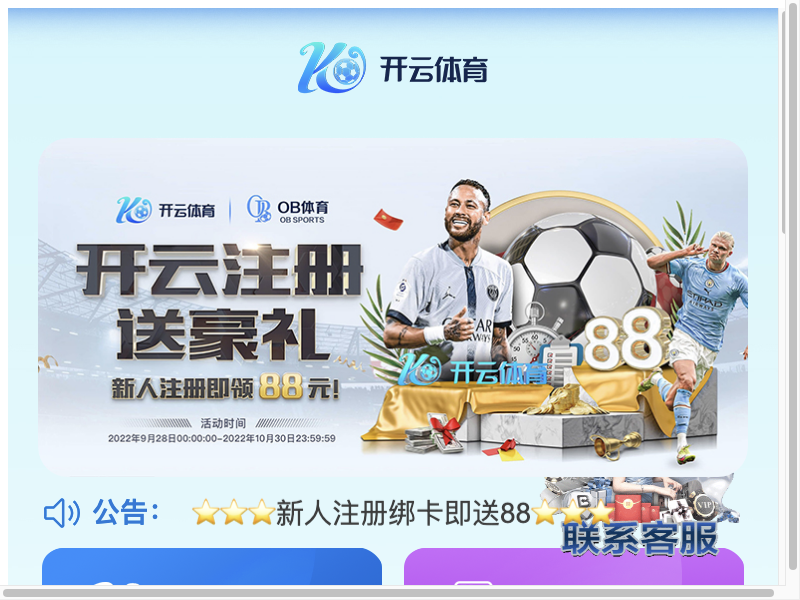 开云体育
开云体育
OB体育
OB SPORTS
开云注册
送豪礼
新人注册即领88元!
活动时间
2022年9月28日00:00:00-2022年10月30日23:59:59
88
开云体育
公告：
⭐⭐⭐新人注册绑卡即送88⭐⭐⭐
VIP
联系客服